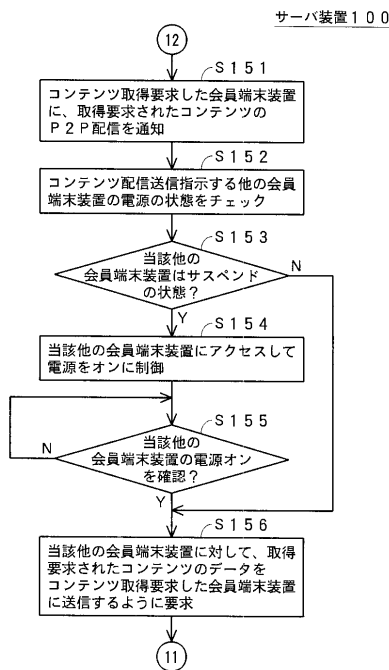 サーバ装置100
12
S151
コンテンツ取得要求した会員端末装置
に、取得要求されたコンテンツの
P2P配信を通知
S152
コンテンツ配信送信指示する他の会員
端末装置の電源の状態をチェック
S153
当該他の
会員端末装置はサスペンド
の状態?
N
Y
S154
当該他の会員端末装置にアクセスして
電源をオンに制御
S155
当該他の
会員端末装置の電源オン
を確認?
N
Y
S156
当該他の会員端末装置に対して、取得
要求されたコンテンツのデータを
コンテンツ取得要求した会員端末装置
に送信するように要求
11